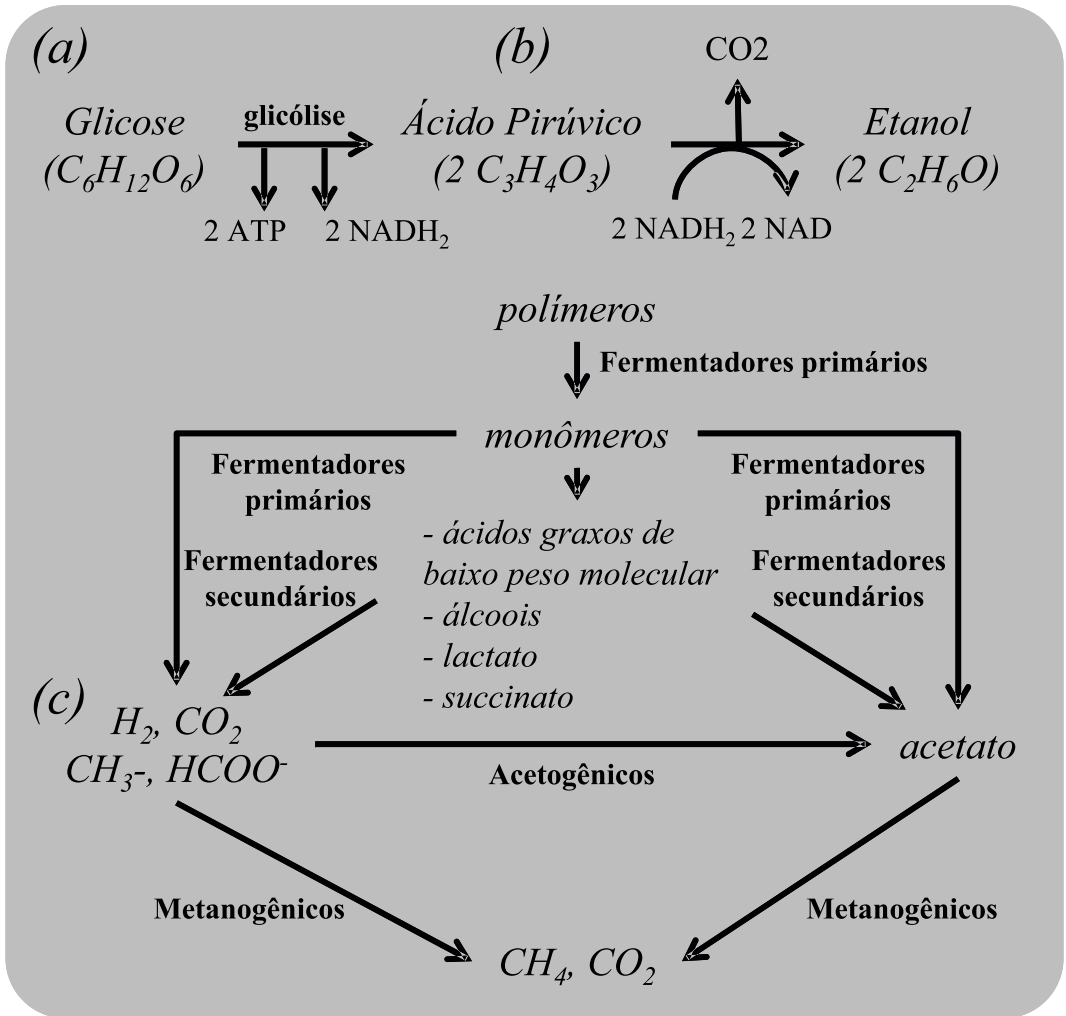 (a)
(b)
CO2
Glicose
(C₆H₁₂O₆)
glicólise
Ácido Pirúvico
(2 C₃H₄O₃)
Etanol
(2 C₂H₆O)
2 ATP
2 NADH₂
2 NADH₂
2 NAD
polímeros
Fermentadores primários
monômeros
Fermentadores
primários
Fermentadores
primários
- ácidos graxos de
baixo peso molecular
- álcoois
- lactato
- succinato
Fermentadores
secundários
Fermentadores
secundários
(c)
H₂, CO₂
CH₃-, HCOO⁻
Acetogênicos
acetato
Metanogênicos
Metanogênicos
CH₄, CO₂